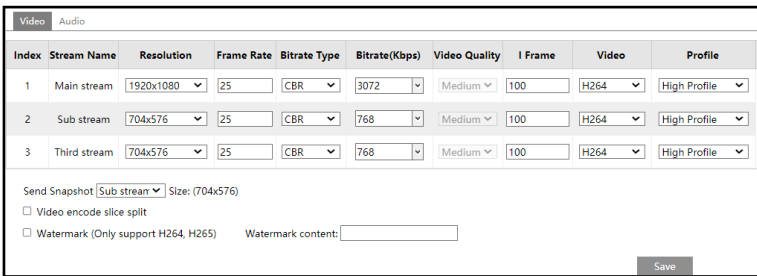 Video Audio
Index Stream Name Resolution Frame Rate Bitrate Type Bitrate(Kbps) Video Quality I Frame Video Profile
1 Main stream 1920x1080 25 CBR 3072 Medium 100 H264 High Profile
2 Sub stream 704x576 25 CBR 768 Medium 100 H264 High Profile
3 Third stream 704x576 25 CBR 768 Medium 100 H264 High Profile
Send Snapshot Sub stream Size: (704x576)
Video encode slice split
Watermark (Only support H264, H265) Watermark content:
Save